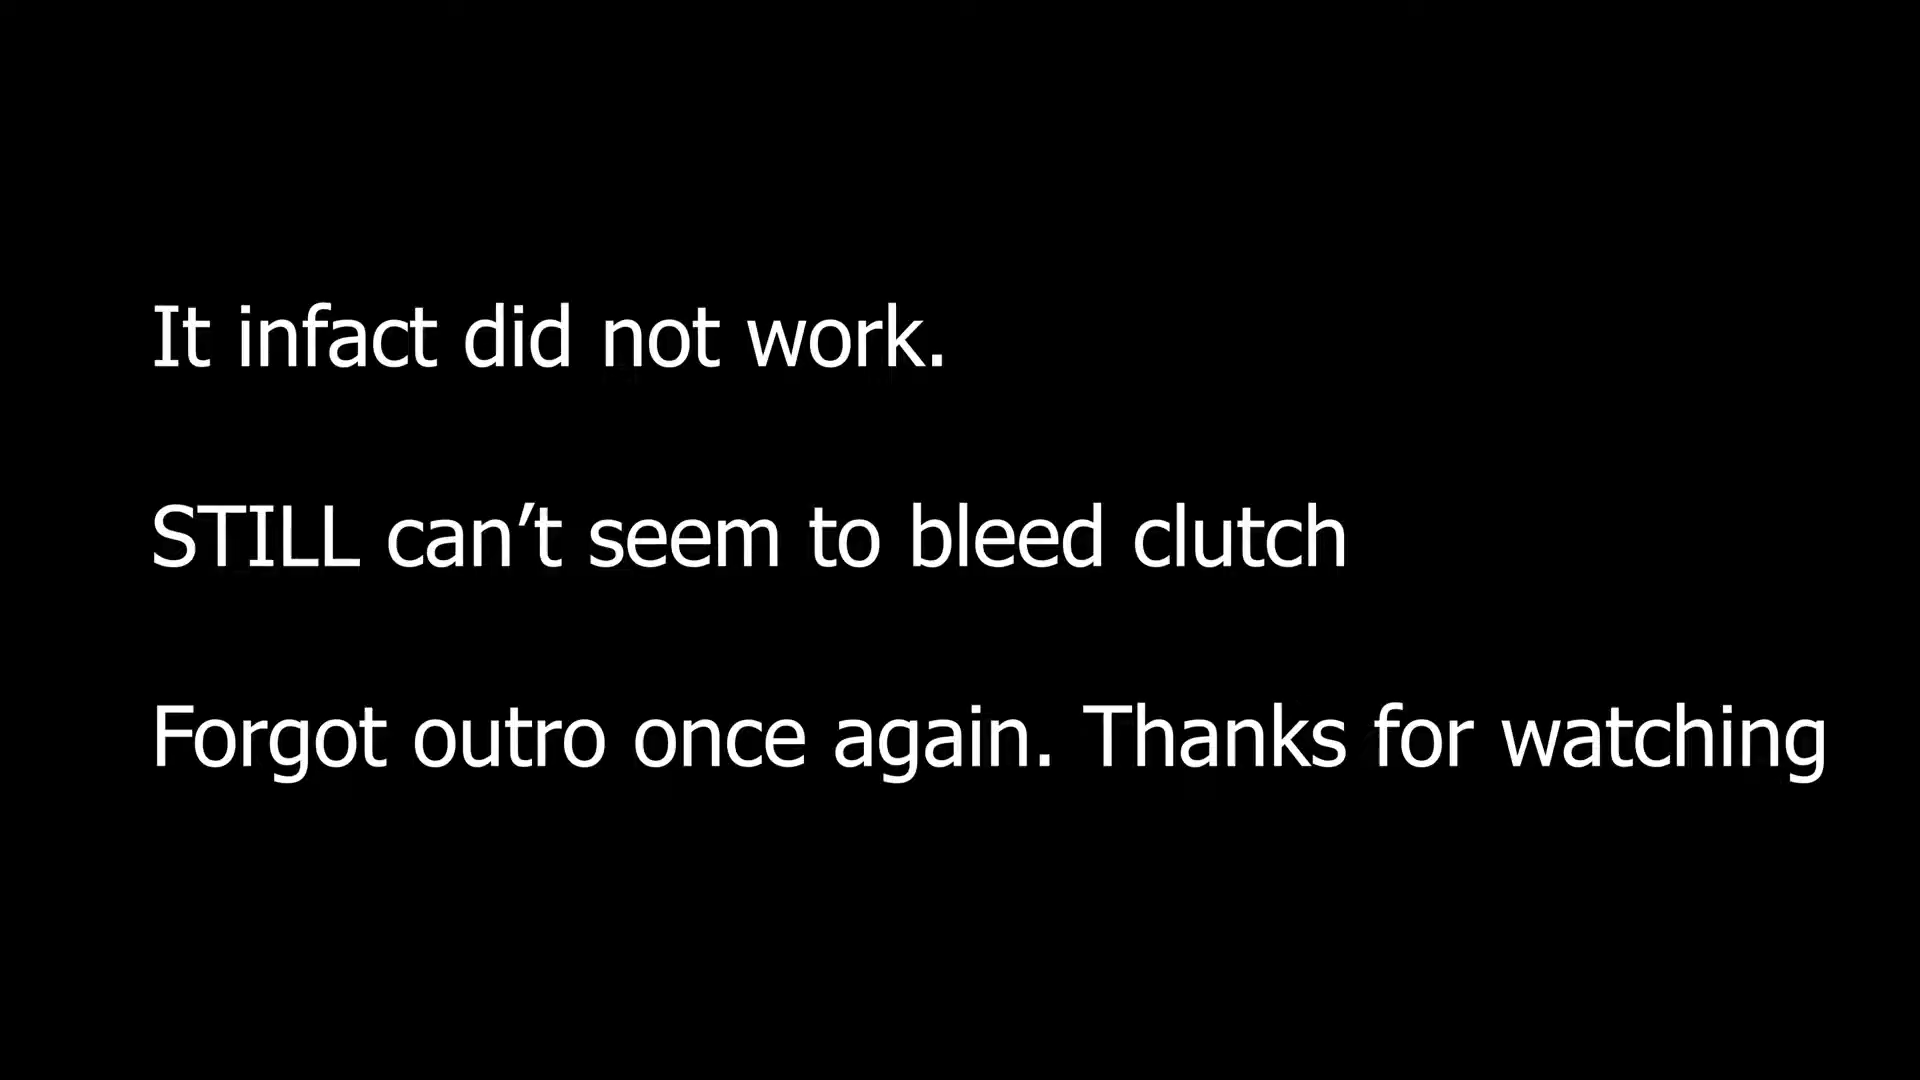 It infact did not work.
STILL can’t seem to bleed clutch
Forgot outro once again. Thanks for watching